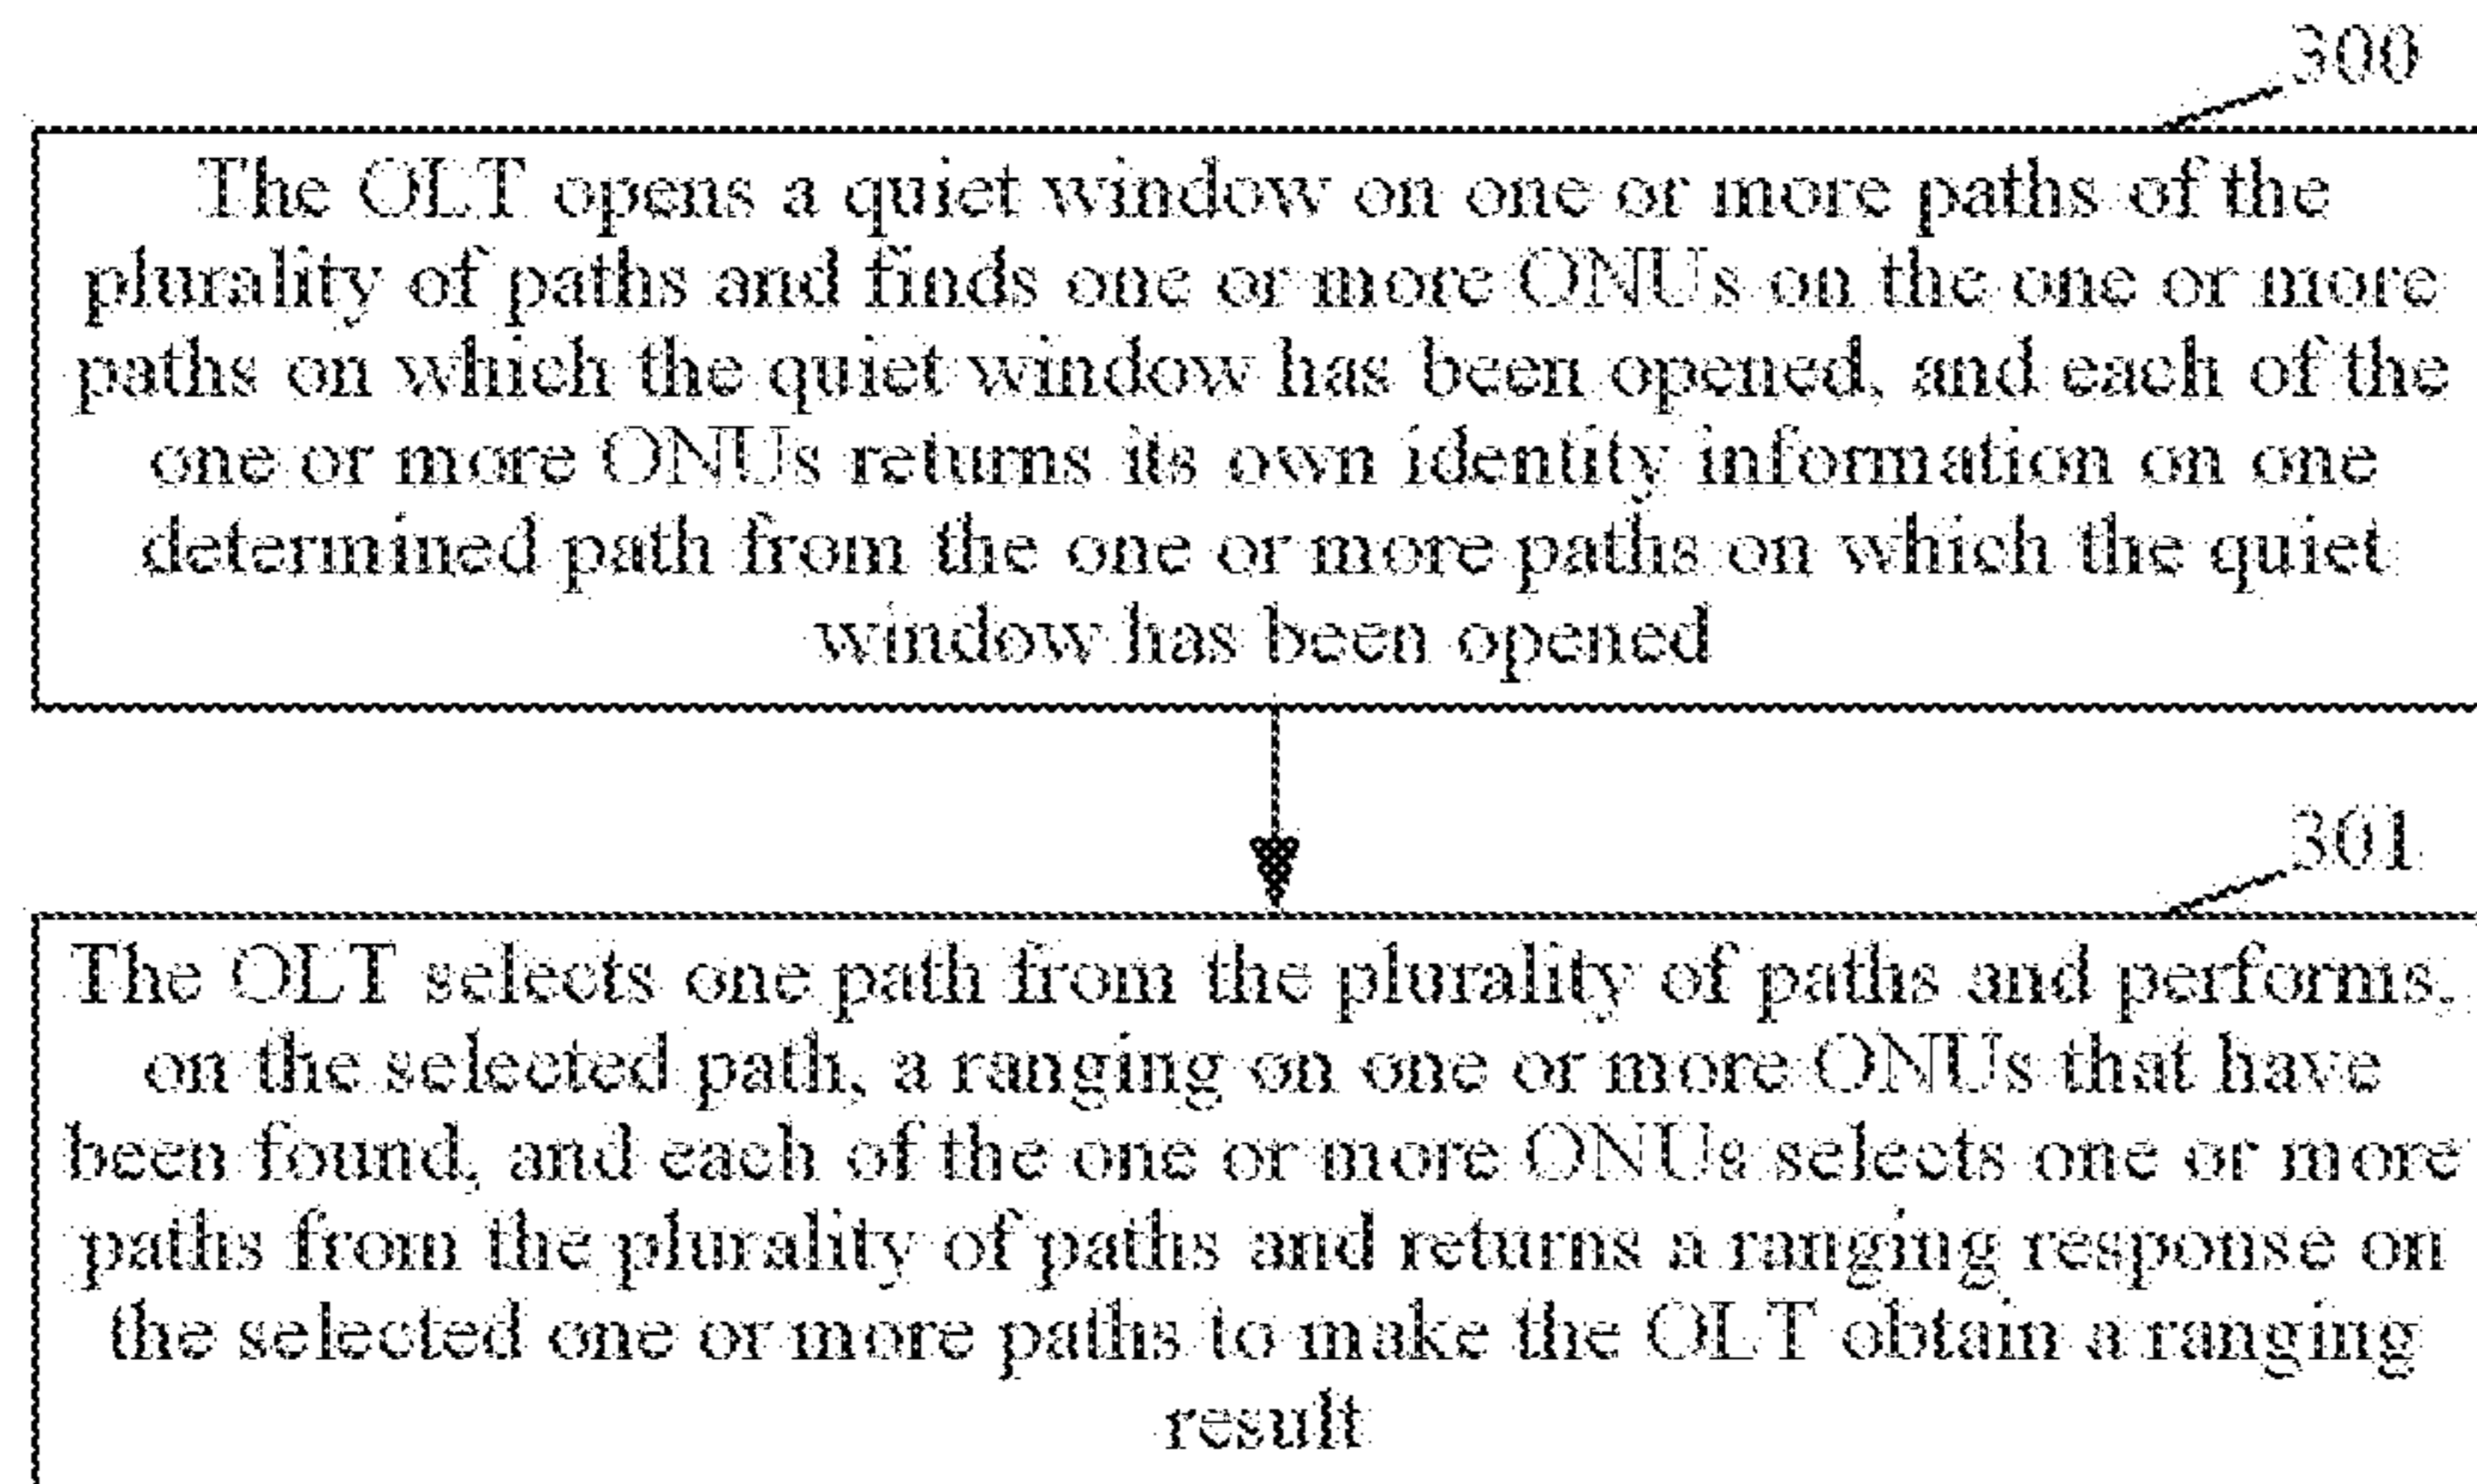 300
The OLT opens a quiet window on one or more paths of the
plurality of paths and finds one or more ONUs on the one or more
paths on which the quiet window has been opened, and each of the
one or more ONUs returns its own identity information on one
determined path from the one or more paths on which the quiet
window has been opened
301
The OLT selects one path from the plurality of paths and performs,
on the selected path, a ranging on one or more ONUs that have
been found, and each of the one or more ONUs selects one or more
paths from the plurality of paths and returns a ranging response on
the selected one or more paths to make the OLT obtain a ranging
result